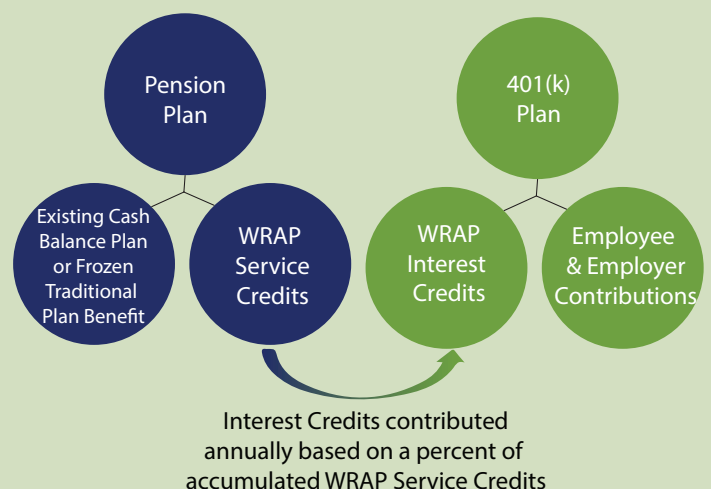 Pension
Plan
401(k)
Plan
Existing Cash
Balance Plan
or Frozen
Traditional
Plan Benefit
WRAP
Service
Credits
WRAP
Interest
Credits
Employee
& Employer
Contributions
Interest Credits contributed
annually based on a percent of
accumulated WRAP Service Credits